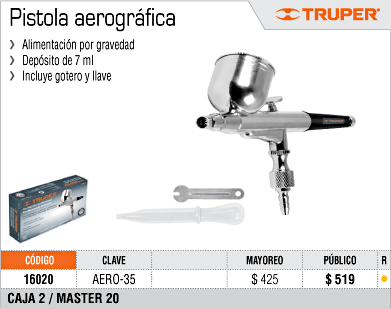 Pistola aerográfica
TRUPER®
› Alimentación por gravedad
› Depósito de 7 ml
› Incluye gotero y llave
TRUPER
CÓDIGO CLAVE MAYOREO PÚBLICO R
16020 AERO-35 $ 425 $ 519
CAJA 2 / MASTER 20